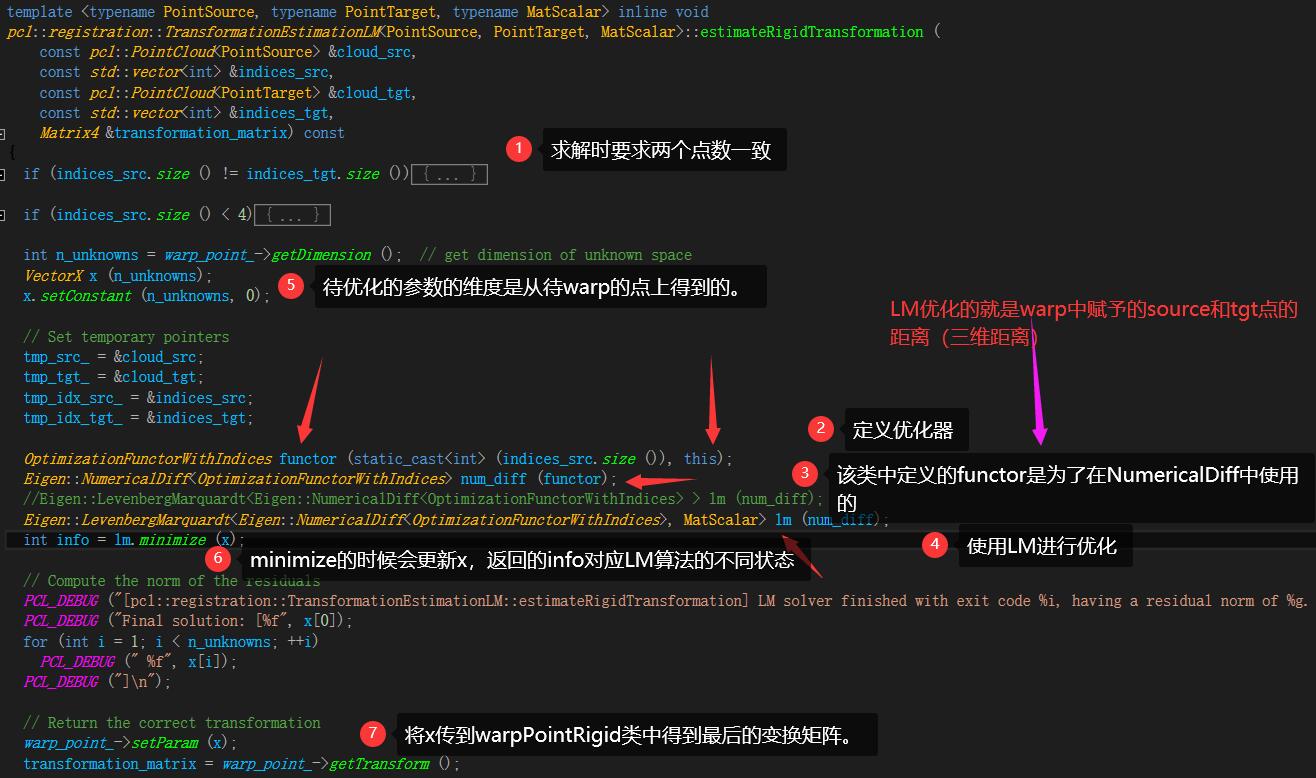 template <typename PointSource, typename PointTarget, typename MatScalar> inline void
pcl::registration::TransformationEstimationLM<PointSource, PointTarget, MatScalar>::estimateRigidTransformation (
const pcl::PointCloud<PointSource> &cloud_src,
const std::vector<int> &indices_src,
const pcl::PointCloud<PointTarget> &cloud_tgt,
const std::vector<int> &indices_tgt,
Matrix4 &transformation_matrix) const
{
1 求解时要求两个点数一致
if (indices_src.size () != indices_tgt.size ()){ ... }
if (indices_src.size () < 4){ ... }
int n_unknowns = warp_point_->getDimension (); // get dimension of unknown space
VectorX x (n_unknowns);
x.setConstant (n_unknowns, 0);
5 待优化的参数的维度是从待warp的点上得到的。
LM优化的就是warp中赋予的source和tgt点的
距离（三维距离）
// Set temporary pointers
tmp_src_ = &cloud_src;
tmp_tgt_ = &cloud_tgt;
tmp_idx_src_ = &indices_src;
tmp_idx_tgt_ = &indices_tgt;
2 定义优化器
OptimizationFunctorWithIndices functor (static_cast<int> (indices_src.size ()), this);
Eigen::NumericalDiff<OptimizationFunctorWithIndices> num_diff (functor);
3 该类中定义的functor是为了在NumericalDiff中使用
的
//Eigen::LevenbergMarquardt<Eigen::NumericalDiff<OptimizationFunctorWithIndices> > lm (num_diff);
Eigen::LevenbergMarquardt<Eigen::NumericalDiff<OptimizationFunctorWithIndices>, MatScalar> lm (num_diff);
int info = lm.minimize (x);
4 使用LM进行优化
6 minimize的时候会更新x，返回的info对应LM算法的不同状态
// Compute the norm of the residuals
PCL_DEBUG ("[pcl::registration::TransformationEstimationLM::estimateRigidTransformation] LM solver finished with exit code %i, having a residual norm of %g.
PCL_DEBUG ("Final solution: [%f", x[0]);
for (int i = 1; i < n_unknowns; ++i)
PCL_DEBUG (" %f", x[i]);
PCL_DEBUG ("]\n");
// Return the correct transformation
7 将x传到warpPointRigid类中得到最后的变换矩阵。
warp_point_->setParam (x);
transformation_matrix = warp_point_->getTransform ();